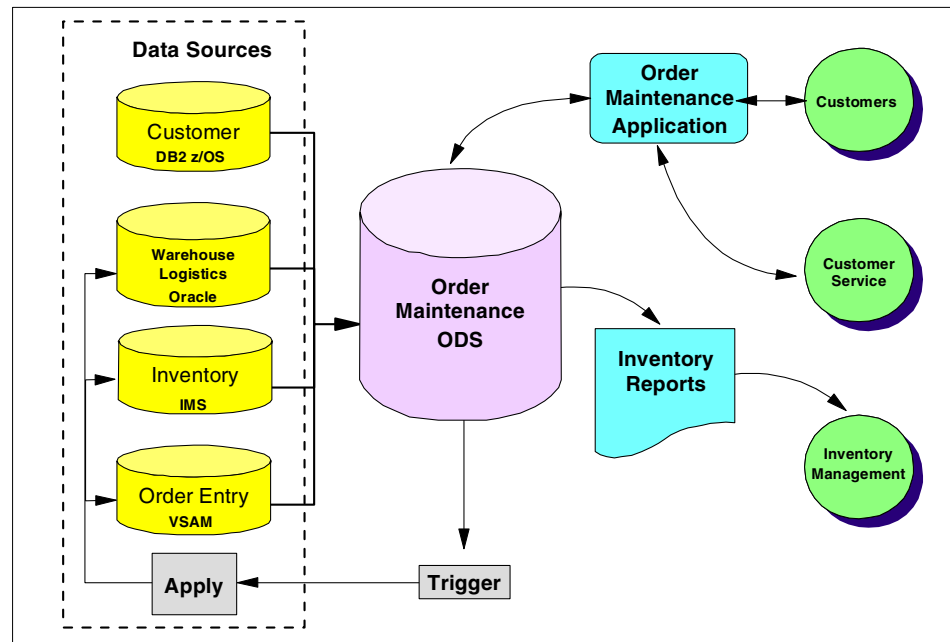 Data Sources
Customer
DB2 z/OS
Warehouse
Logistics
Oracle
Inventory
IMS
Order Entry
VSAM
Apply
Trigger
Order
Maintenance
ODS
Order
Maintenance
Application
Inventory
Reports
Customers
Customer
Service
Inventory
Management